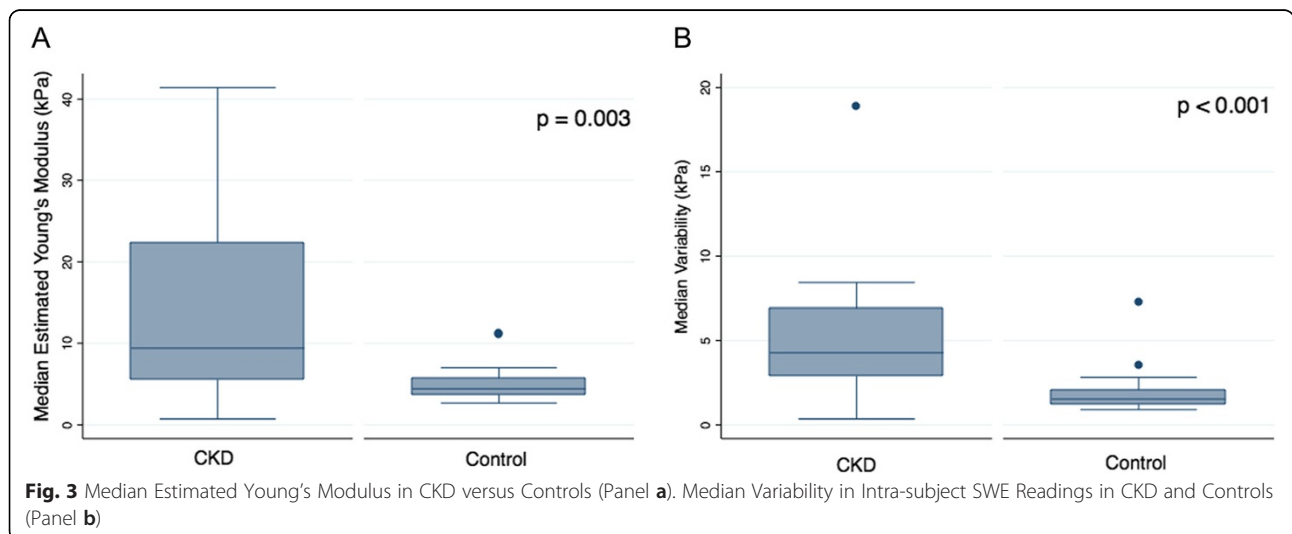 A
B
Median Estimated Young's Modulus (kPa)
40
30
20
10
0
p = 0.003
CKD
Control
Median Variability (kPa)
20
15
10
5
0
p < 0.001
CKD
Control
Fig. 3 Median Estimated Young's Modulus in CKD versus Controls (Panel a). Median Variability in Intra-subject SWE Readings in CKD and Controls
(Panel b)